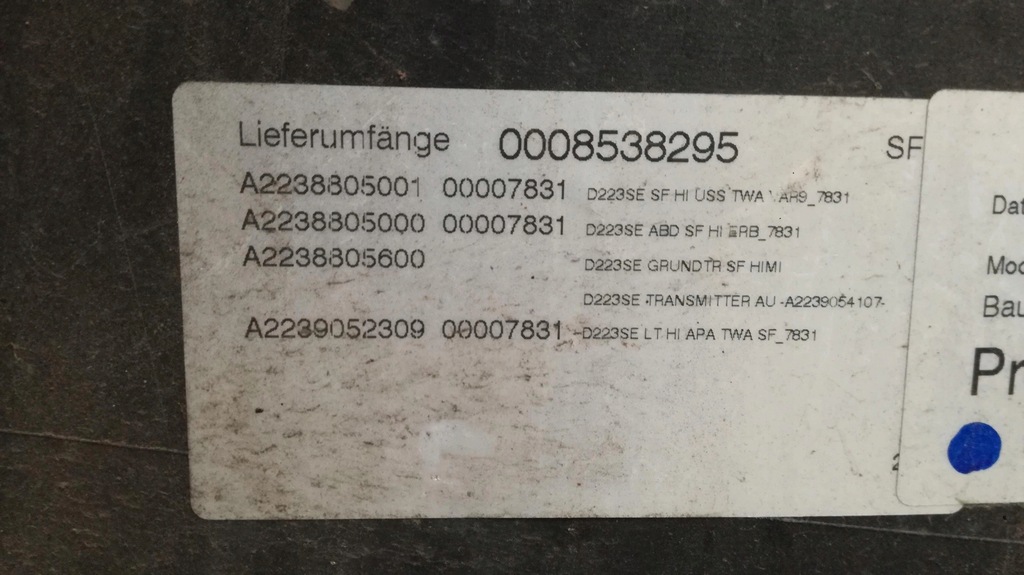 Lieferumfänge 0008538295 SF
A2238805001 00007831 D223SE SF HI USS TWA
A2238805000 00007831 D223SE ABD SF HI ERB_7831
A2238805600 D223SE GRUNDTR SF HIMI
D223SE TRANSMITTER AU -A2239054107-
A2239052309 00007831 D223SE LT HI APA TWA SF_7831
Dat
Mod
Bau
Pr